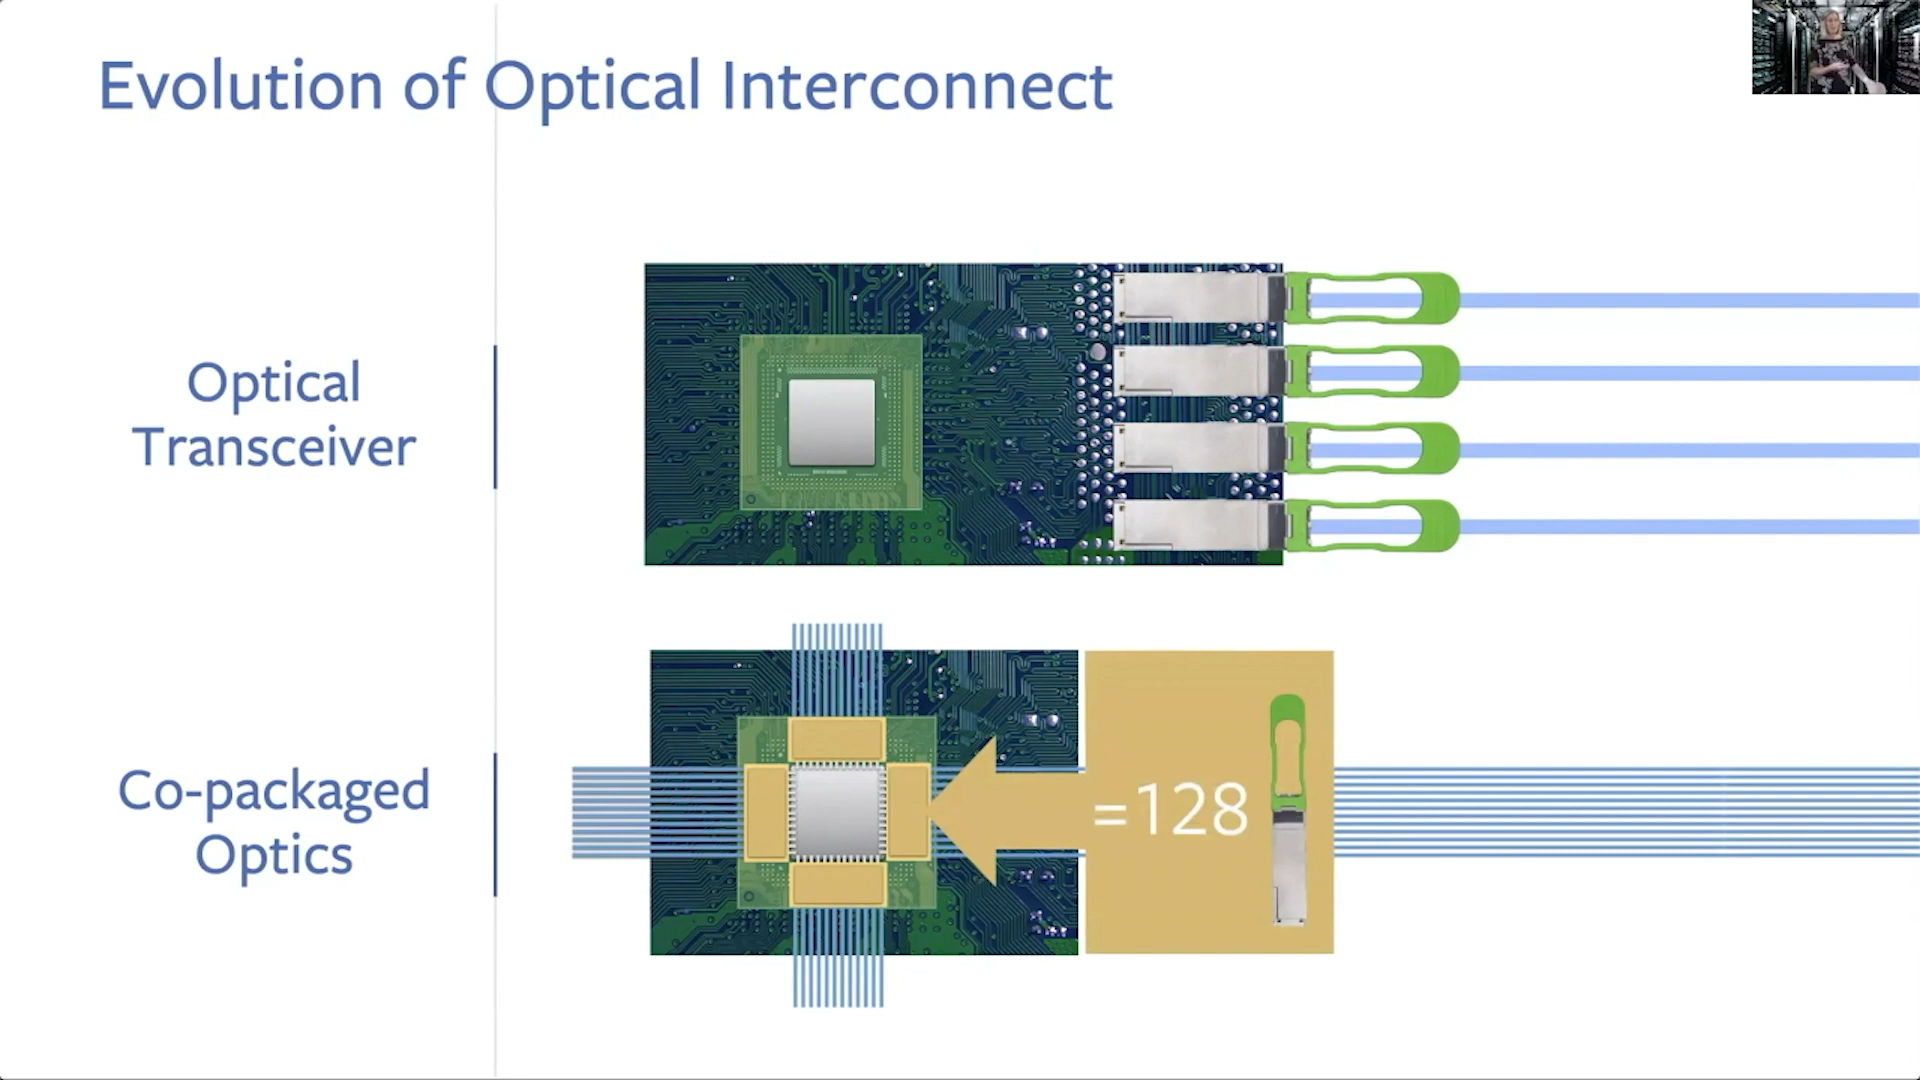 Evolution of Optical Interconnect
Optical
Transceiver
Co-packaged
Optics
=128